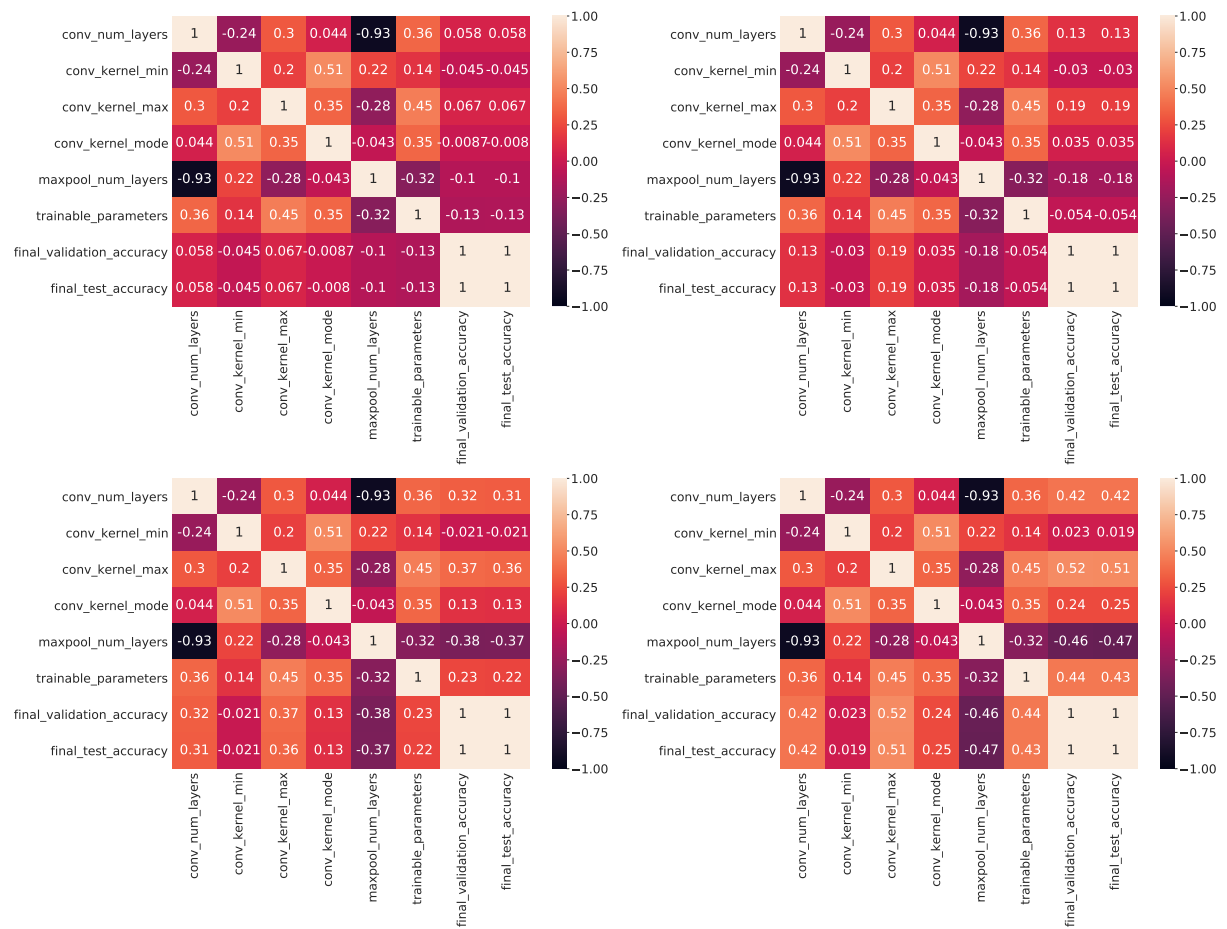 conv_num_layers 1 -0.24 0.3 0.044 -0.93 0.36 0.058 0.058
conv_kernel_min -0.24 1 0.2 0.51 0.22 0.14 -0.045 -0.045
conv_kernel_max 0.3 0.2 1 0.35 -0.28 0.45 0.067 0.067
conv_kernel_mode 0.044 0.51 0.35 1 -0.043 0.35 -0.0087 -0.008
maxpool_num_layers -0.93 0.22 -0.28 -0.043 1 -0.32 -0.1 -0.1
trainable_parameters 0.36 0.14 0.45 0.35 -0.32 1 -0.13 -0.13
final_validation_accuracy 0.058 -0.045 0.067 -0.0087 -0.1 -0.13 1 1
final_test_accuracy 0.058 -0.045 0.067 -0.008 -0.1 -0.13 1 1
conv_num_layers
conv_kernel_min
conv_kernel_max
conv_kernel_mode
maxpool_num_layers
trainable_parameters
final_validation_accuracy
final_test_accuracy
1.00
0.75
0.50
0.25
0.00
−0.25
−0.50
−0.75
−1.00
conv_num_layers 1 -0.24 0.3 0.044 -0.93 0.36 0.13 0.13
conv_kernel_min -0.24 1 0.2 0.51 0.22 0.14 -0.03 -0.03
conv_kernel_max 0.3 0.2 1 0.35 -0.28 0.45 0.19 0.19
conv_kernel_mode 0.044 0.51 0.35 1 -0.043 0.35 0.035 0.035
maxpool_num_layers -0.93 0.22 -0.28 -0.043 1 -0.32 -0.18 -0.18
trainable_parameters 0.36 0.14 0.45 0.35 -0.32 1 -0.054 -0.054
final_validation_accuracy 0.13 -0.03 0.19 0.035 -0.18 -0.054 1 1
final_test_accuracy 0.13 -0.03 0.19 0.035 -0.18 -0.054 1 1
conv_num_layers
conv_kernel_min
conv_kernel_max
conv_kernel_mode
maxpool_num_layers
trainable_parameters
final_validation_accuracy
final_test_accuracy
1.00
0.75
0.50
0.25
0.00
−0.25
−0.50
−0.75
−1.00
conv_num_layers 1 -0.24 0.3 0.044 -0.93 0.36 0.32 0.31
conv_kernel_min -0.24 1 0.2 0.51 0.22 0.14 -0.021 -0.021
conv_kernel_max 0.3 0.2 1 0.35 -0.28 0.45 0.37 0.36
conv_kernel_mode 0.044 0.51 0.35 1 -0.043 0.35 0.13 0.13
maxpool_num_layers -0.93 0.22 -0.28 -0.043 1 -0.32 -0.38 -0.37
trainable_parameters 0.36 0.14 0.45 0.35 -0.32 1 0.23 0.22
final_validation_accuracy 0.32 -0.021 0.37 0.13 -0.38 0.23 1 1
final_test_accuracy 0.31 -0.021 0.36 0.13 -0.37 0.22 1 1
conv_num_layers
conv_kernel_min
conv_kernel_max
conv_kernel_mode
maxpool_num_layers
trainable_parameters
final_validation_accuracy
final_test_accuracy
1.00
0.75
0.50
0.25
0.00
−0.25
−0.50
−0.75
−1.00
conv_num_layers 1 -0.24 0.3 0.044 -0.93 0.36 0.42 0.42
conv_kernel_min -0.24 1 0.2 0.51 0.22 0.14 0.023 0.019
conv_kernel_max 0.3 0.2 1 0.35 -0.28 0.45 0.52 0.51
conv_kernel_mode 0.044 0.51 0.35 1 -0.043 0.35 0.24 0.25
maxpool_num_layers -0.93 0.22 -0.28 -0.043 1 -0.32 -0.46 -0.47
trainable_parameters 0.36 0.14 0.45 0.35 -0.32 1 0.44 0.43
final_validation_accuracy 0.42 0.023 0.52 0.24 -0.46 0.44 1 1
final_test_accuracy 0.42 0.019 0.51 0.25 -0.47 0.43 1 1
conv_num_layers
conv_kernel_min
conv_kernel_max
conv_kernel_mode
maxpool_num_layers
trainable_parameters
final_validation_accuracy
final_test_accuracy
1.00
0.75
0.50
0.25
0.00
−0.25
−0.50
−0.75
−1.00